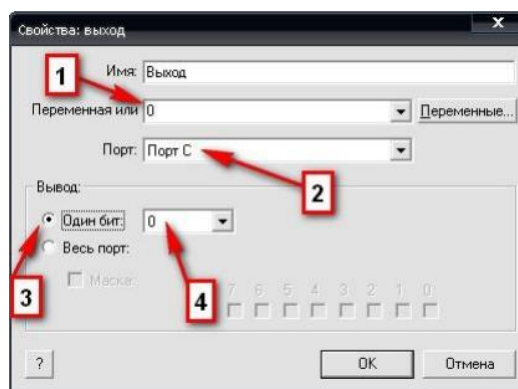 Свойства: выход
x
1
Имя: Выход
Переменная или 0 Переменные...
Порт: Порт C
2
Вывод:
Один бит: 0
Весь порт:
3
4
Маска:
7 6 5 4 3 2 1 0
? OK Отмена